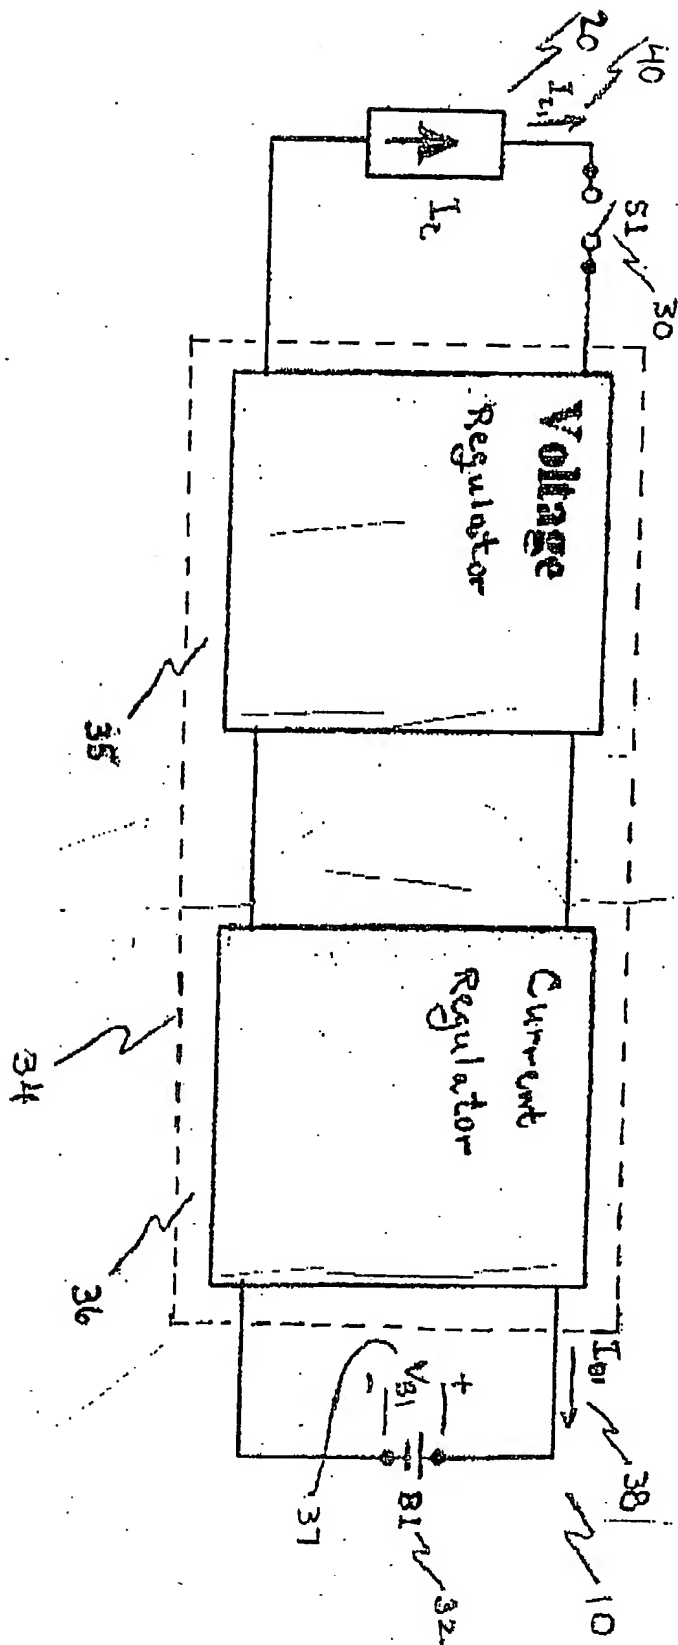 40
20
I_L1
I_L
S1
30
Voltage
Regulator
35
Current
Regulator
34
36
I_B1
38
10
+
V_B1
-
B1
32
37